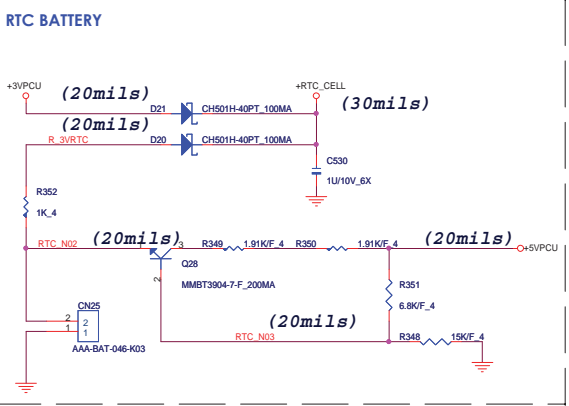 RTC BATTERY
+3VPCU
(20mils)
+RTC_CELL
(30mils)
D21
CH501H-40PT_100MA
(20mils)
R_3VRTC
D20
CH501H-40PT_100MA
C530
1U/10V_6X
R352
1K_4
RTC_N02
(20mils)
3
R349
1.91K/F_4
R350
1.91K/F_4
(20mils)
+5VPCU
Q28
2
MMBT3904-7-F_200MA
R351
6.8K/F_4
CN25
2
2
1
1
AAA-BAT-046-K03
(20mils)
RTC_N03
R348
15K/F_4